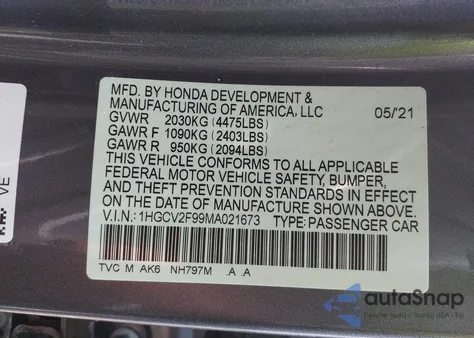 MFD. BY HONDA DEVELOPMENT &
MANUFACTURING OF AMERICA, LLC 05/21
GVWR 2030KG (4475LBS)
GAWR F 1090KG (2403LBS)
GAWR R 950KG (2094LBS)
THIS VEHICLE CONFORMS TO ALL APPLICABLE
FEDERAL MOTOR VEHICLE SAFETY, BUMPER,
AND THEFT PREVENTION STANDARDS IN EFFECT
ON THE DATE OF MANUFACTURE SHOWN ABOVE.
V.I.N: 1HGCV2F99MA021673 TYPE:PASSENGER CAR
TVC M AK6 NH797M .A .A
VE
autoSnap